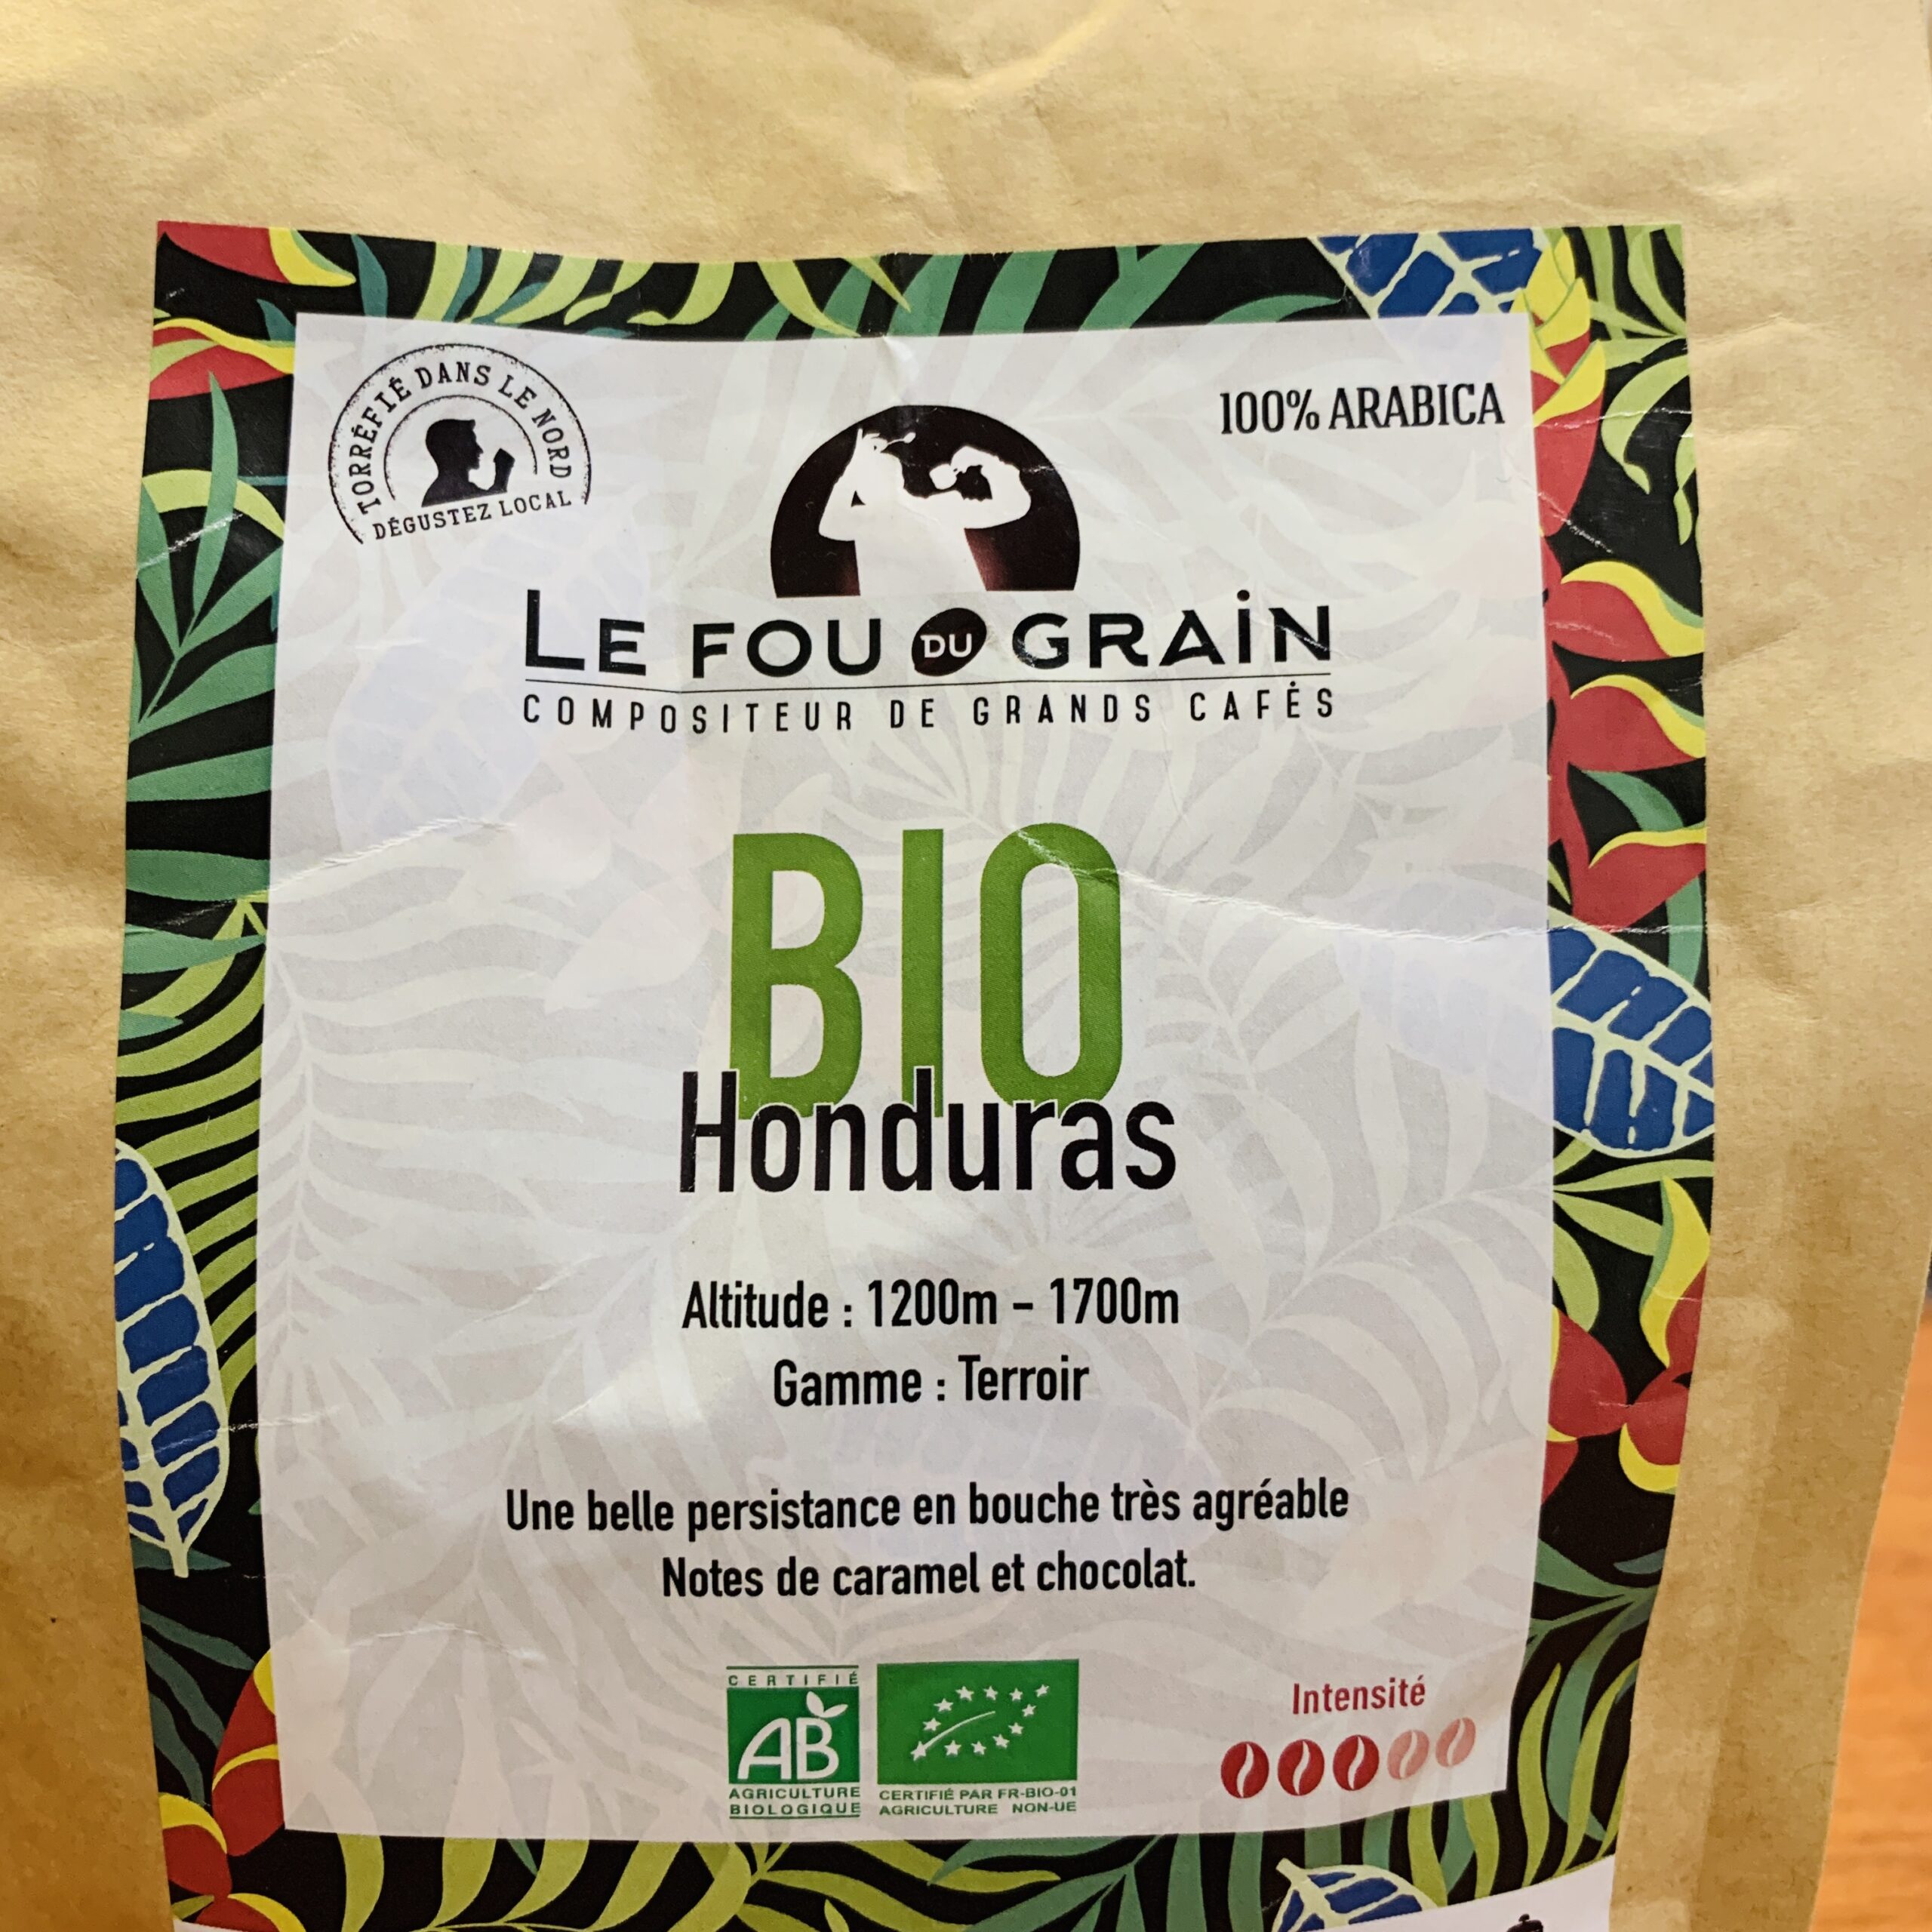 TORRÉFIÉ DANS LE NORD
DÉGUSTEZ LOCAL
100% ARABICA
LE FOU DU GRAIN
COMPOSITEUR DE GRANDS CAFÉS
BIO
Honduras
Altitude : 1200m - 1700m
Gamme : Terroir
Une belle persistance en bouche très agréable
Notes de caramel et chocolat.
CERTIFIÉ
AB
AGRICULTURE
BIOLOGIQUE
CERTIFIÉ PAR FR-BIO-01
AGRICULTURE NON-UE
Intensité